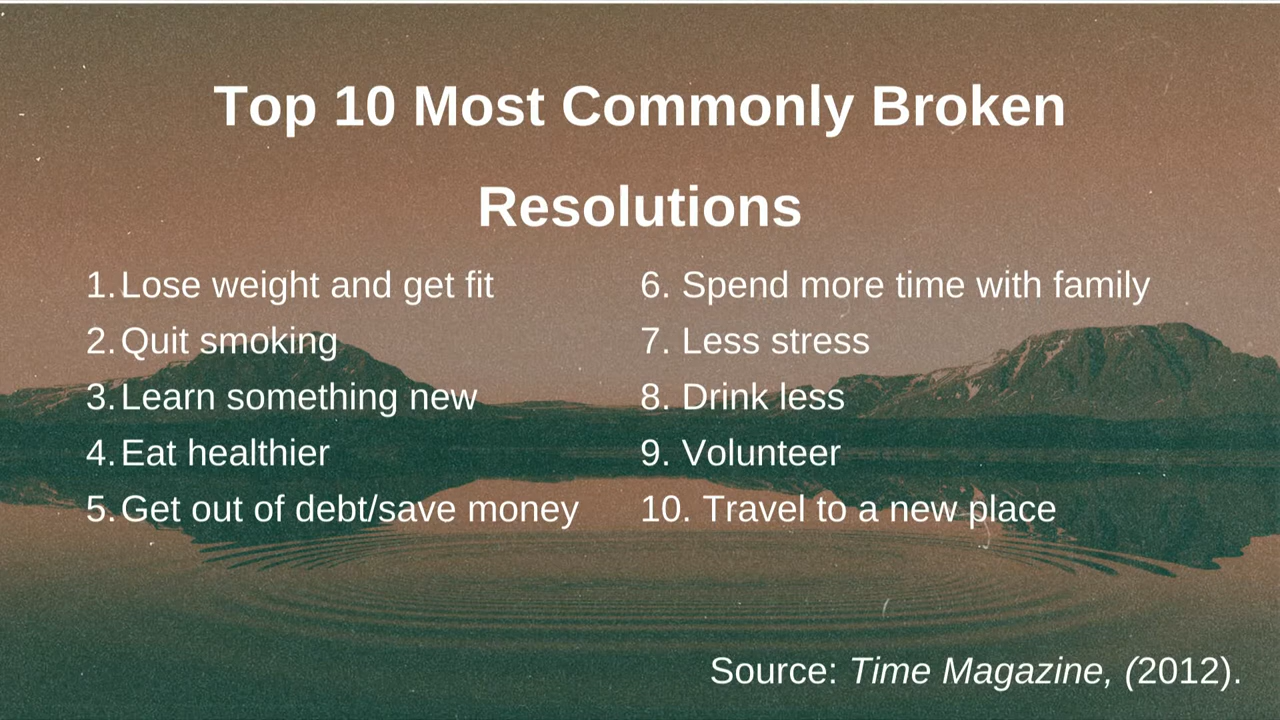 Top 10 Most Commonly Broken
Resolutions
1. Lose weight and get fit
2. Quit smoking
3. Learn something new
4. Eat healthier
5. Get out of debt/save money
6. Spend more time with family
7. Less stress
8. Drink less
9. Volunteer
10. Travel to a new place
Source: Time Magazine, (2012).